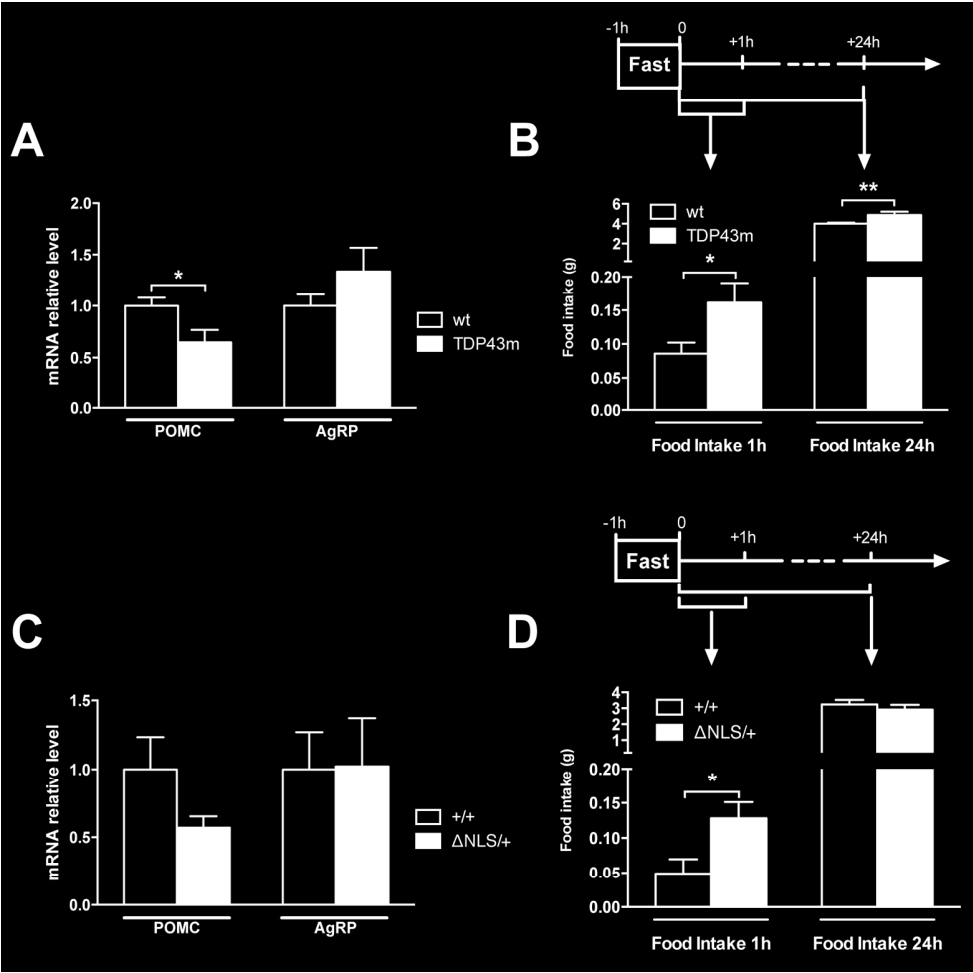 A
mRNA relative level
2.0
1.5
1.0
0.5
0.0
*
POMC
AgRP
wt
TDP43m
B
-1h
0
+1h
+24h
Fast
Food intake (g)
6
4
2
0.20
0.15
0.10
0.05
0.00
wt
TDP43m
*
**
Food Intake 1h
Food Intake 24h
C
mRNA relative level
1.5
1.0
0.5
0.0
POMC
AgRP
+/+
ΔNLS/+
D
-1h
0
+1h
+24h
Fast
Food intake (g)
4
3
2
1
0.20
0.15
0.10
0.05
0.00
+/+
ΔNLS/+
*
Food Intake 1h
Food Intake 24h